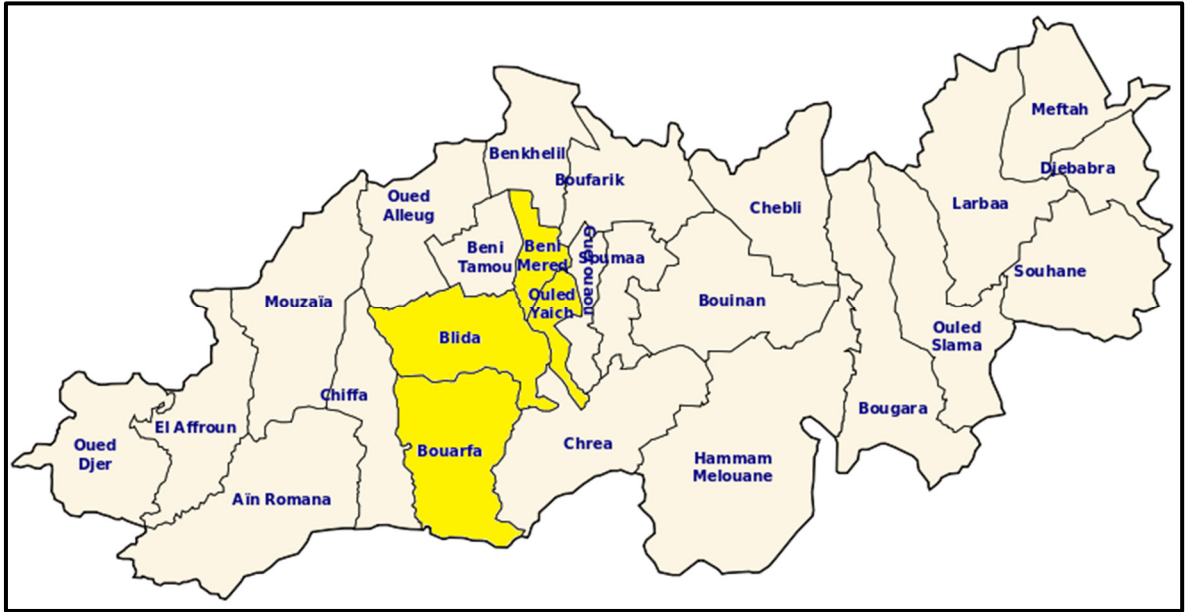 Meftah
Benkhelil
Djebabra
Boufarik
Oued
Alleug
Chebli
Larbaa
Beni
Tamou
Beni
Mered
Guerrouaou
Soumaa
Souhane
Mouzaïa
Ouled
Yaich
Bouinan
Blida
Ouled
Slama
Chiffa
Bougara
El Affroun
Oued
Djer
Bouarfa
Chrea
Hammam
Melouane
Aïn Romana